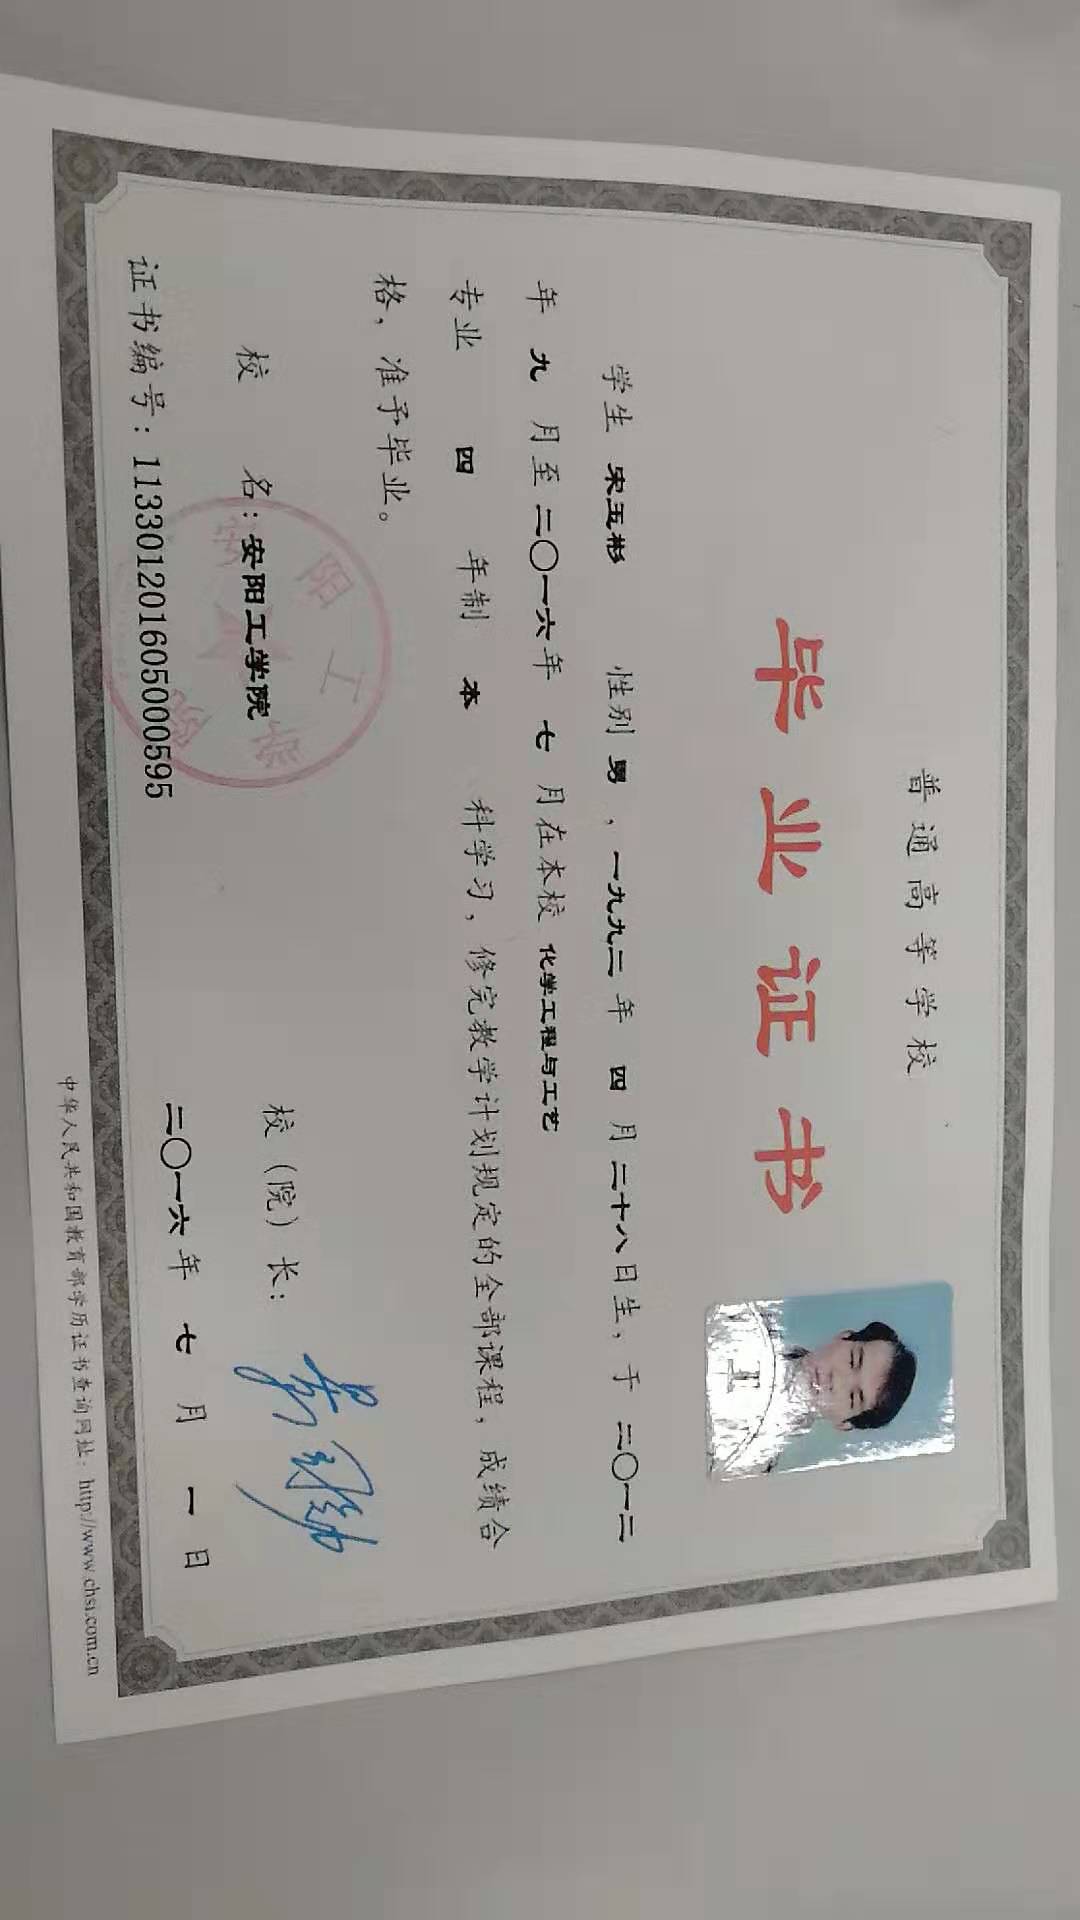 普通高等学校
毕业证书
学生 宋玉彬 性别 男，一九九二年 四 月 二十八日生，于 二〇一二
年 九 月至 二〇一六年 七 月在本校 化学工程与工艺
专业 四 年制 本 科学习，修完教学计划规定的全部课程，成绩合
格，准予毕业。
校 名：安阳工学院
校（院）长：
证书编号：113301201605000595
二〇一六年 七 月 一 日
中华人民共和国教育部学历证书查询网址：http://www.chsi.com.cn
安阳工学院